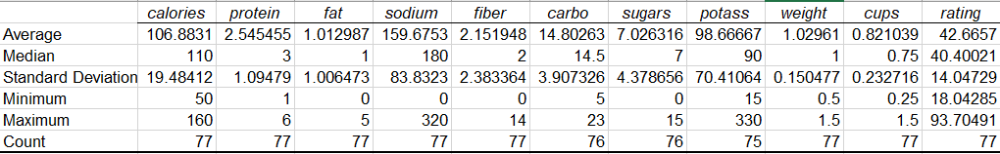 calories protein fat sodium fiber carbo sugars potass weight cups rating
Average 106.8831 2.545455 1.012987 159.6753 2.151948 14.80263 7.026316 98.66667 1.02961 0.821039 42.6657
Median 110 3 1 180 2 14.5 7 90 1 0.75 40.40021
Standard Deviation 19.48412 1.09479 1.006473 83.8323 2.383364 3.907326 4.378656 70.41064 0.150477 0.232716 14.04729
Minimum 50 1 0 0 0 5 0 15 0.5 0.25 18.04285
Maximum 160 6 5 320 14 23 15 330 1.5 1.5 93.70491
Count 77 77 77 77 77 76 76 75 77 77 77